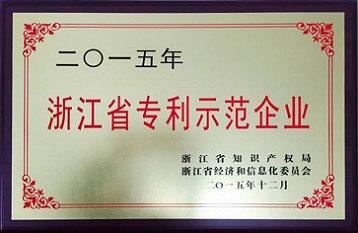 二〇一五年
浙江省专利示范企业
浙江省知识产权局
浙江省经济和信息化委员会
二〇一五年十二月